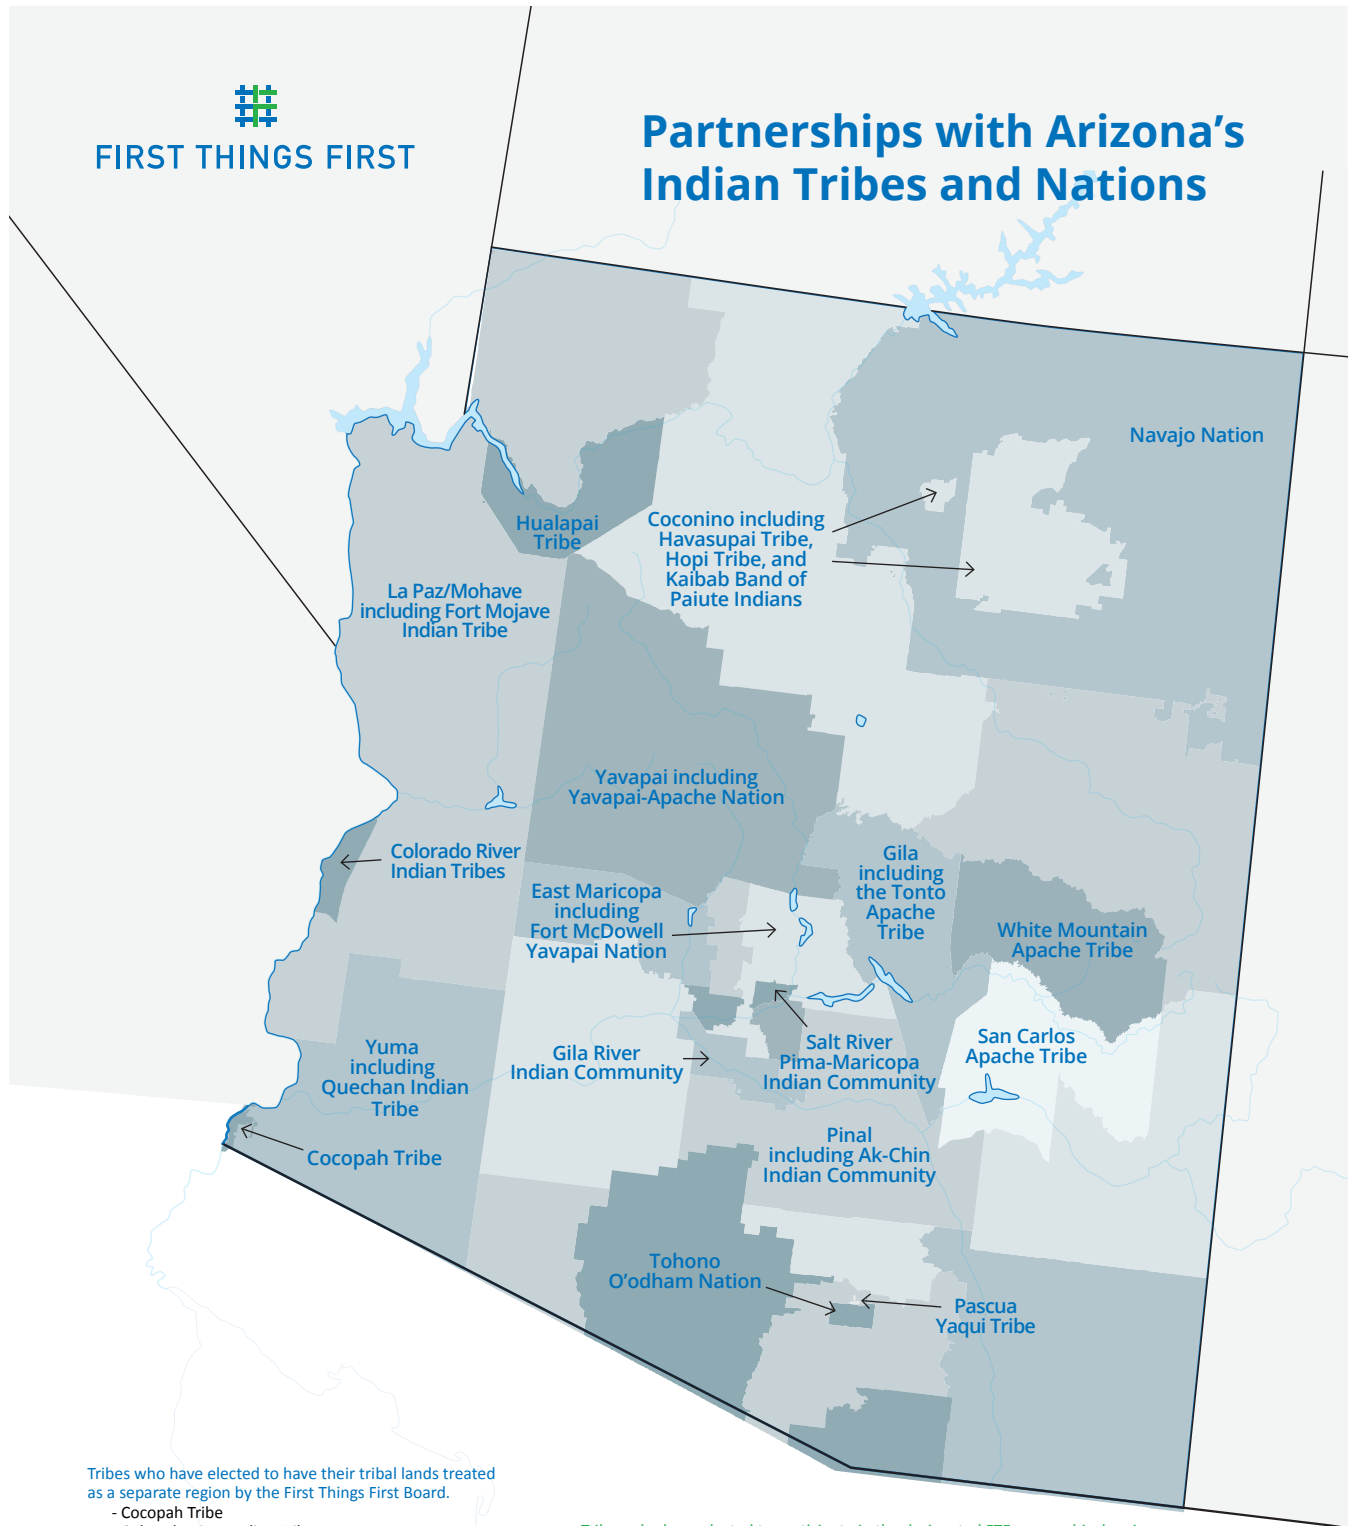 FIRST THINGS FIRST
Partnerships with Arizona's
Indian Tribes and Nations
Navajo Nation
Hualapai
Tribe
Coconino including
Havasupai Tribe,
Hopi Tribe, and
Kaibab Band of
Paiute Indians
La Paz/Mohave
including Fort Mojave
Indian Tribe
Yavapai including
Yavapai-Apache Nation
Colorado River
Indian Tribes
Gila
including
the Tonto
Apache
Tribe
East Maricopa
including
Fort McDowell
Yavapai Nation
White Mountain
Apache Tribe
San Carlos
Apache Tribe
Salt River
Pima-Maricopa
Indian Community
Gila River
Indian Community
Yuma
including
Quechan Indian
Tribe
Cocopah Tribe
Pinal
including Ak-Chin
Indian Community
Tohono
O'odham Nation
Pascua
Yaqui Tribe
Tribes who have elected to have their tribal lands treated
as a separate region by the First Things First Board.
- Cocopah Tribe